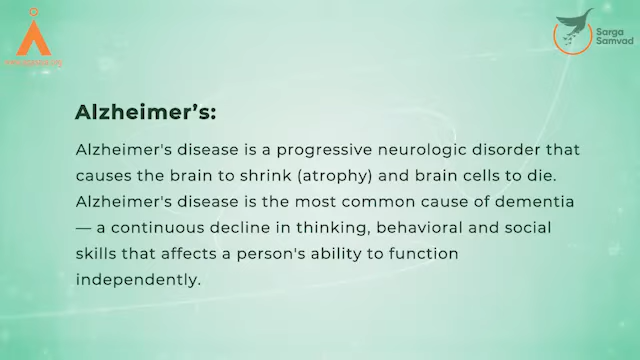 Sarga
Samvad
Alzheimer’s:
Alzheimer's disease is a progressive neurologic disorder that
causes the brain to shrink (atrophy) and brain cells to die.
Alzheimer's disease is the most common cause of dementia
— a continuous decline in thinking, behavioral and social
skills that affects a person's ability to function
independently.